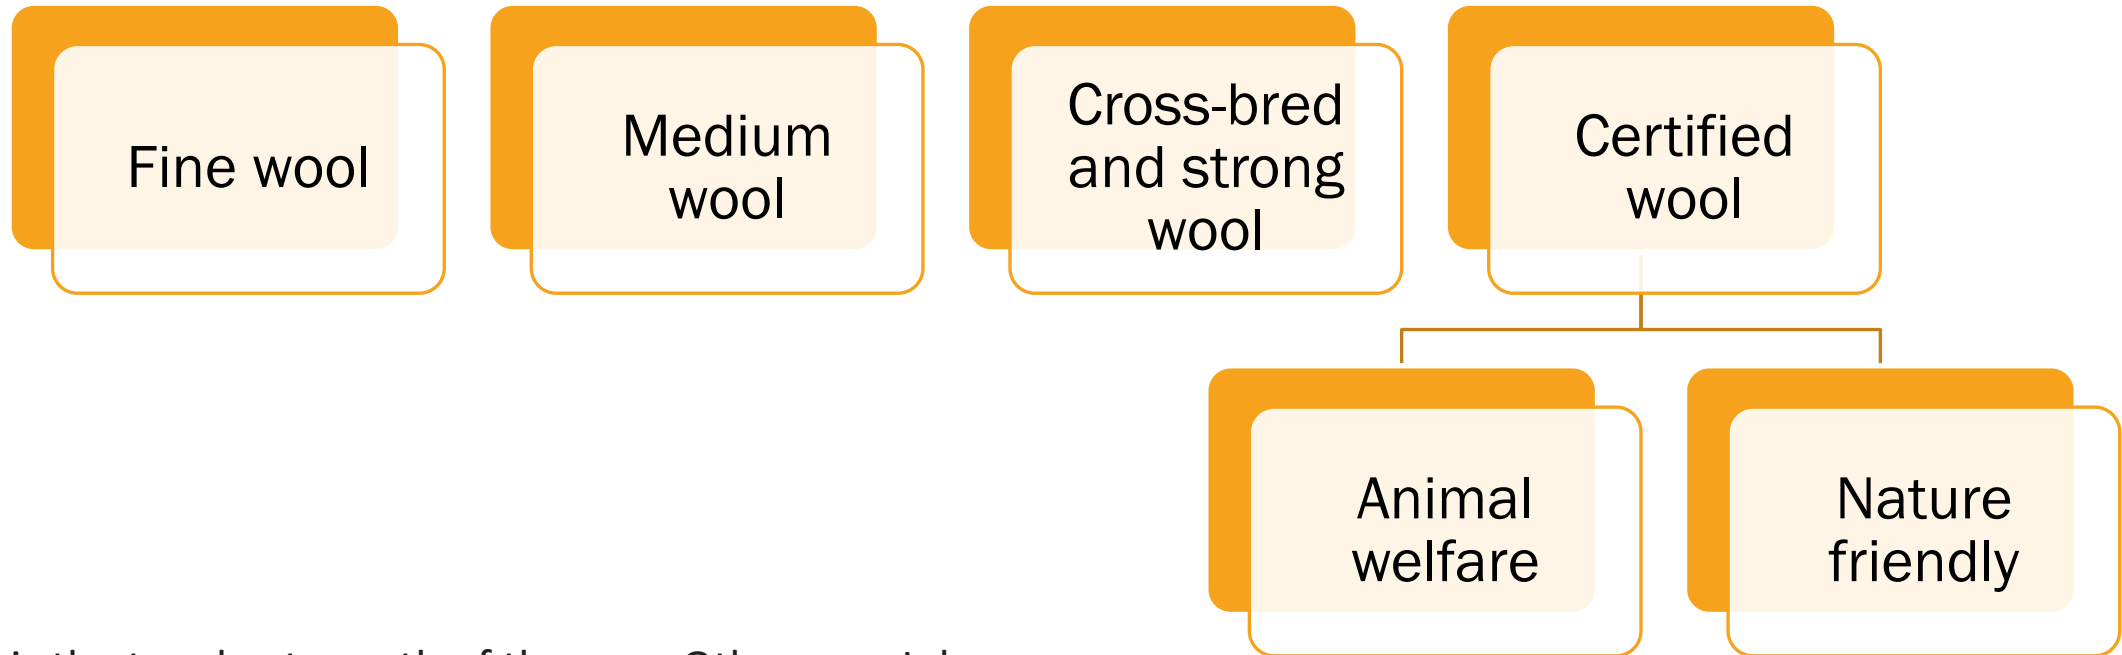 Fine wool
Medium
wool
Cross-bred
and strong
wool
Certified
wool
Animal
welfare
Nature
friendly